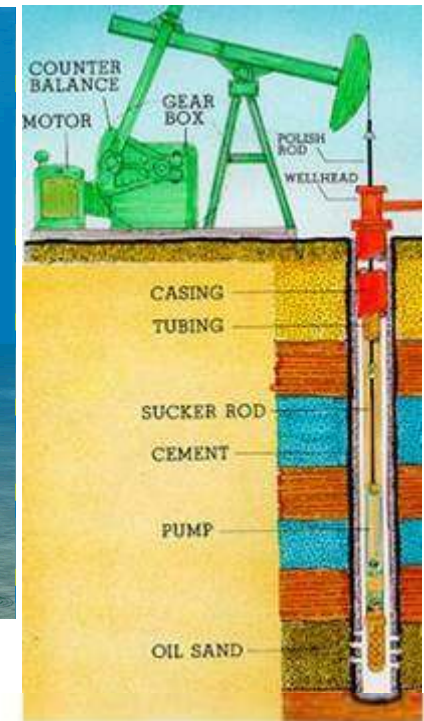 COUNTER
BALANCE
MOTOR
GEAR
BOX
POLISH
ROD
WELLHEAD
CASING
TUBING
SUCKER ROD
CEMENT
PUMP
OIL SAND